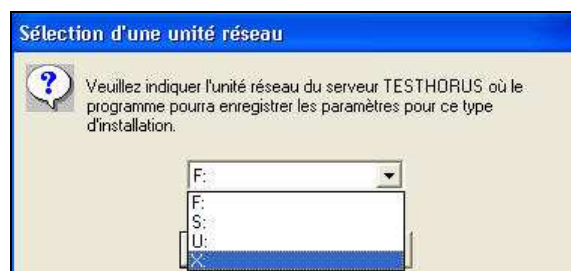 Sélection d'une unité réseau
Veuillez indiquer l'unité réseau du serveur TESTHORUS où le
programme pourra enregistrer les paramètres pour ce type
d'installation.
F:
F:
S:
U:
X: